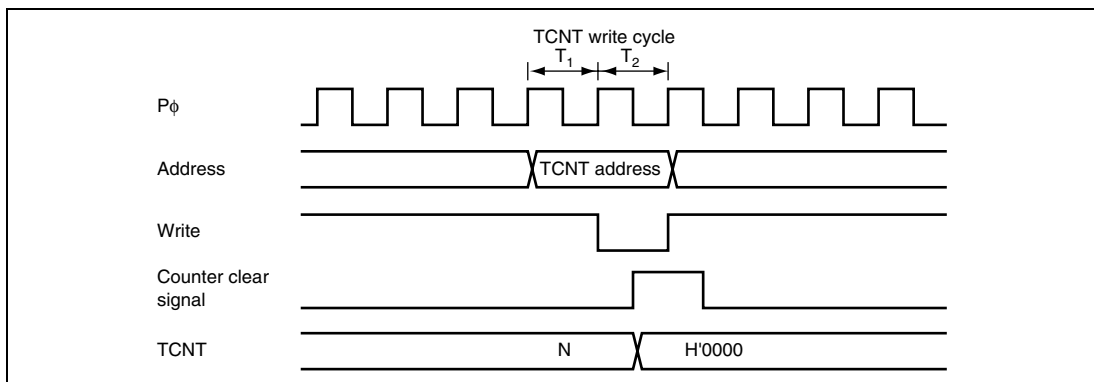 TCNT write cycle
T1 T2
Pϕ
Address
TCNT address
Write
Counter clear
signal
TCNT
N
H'0000